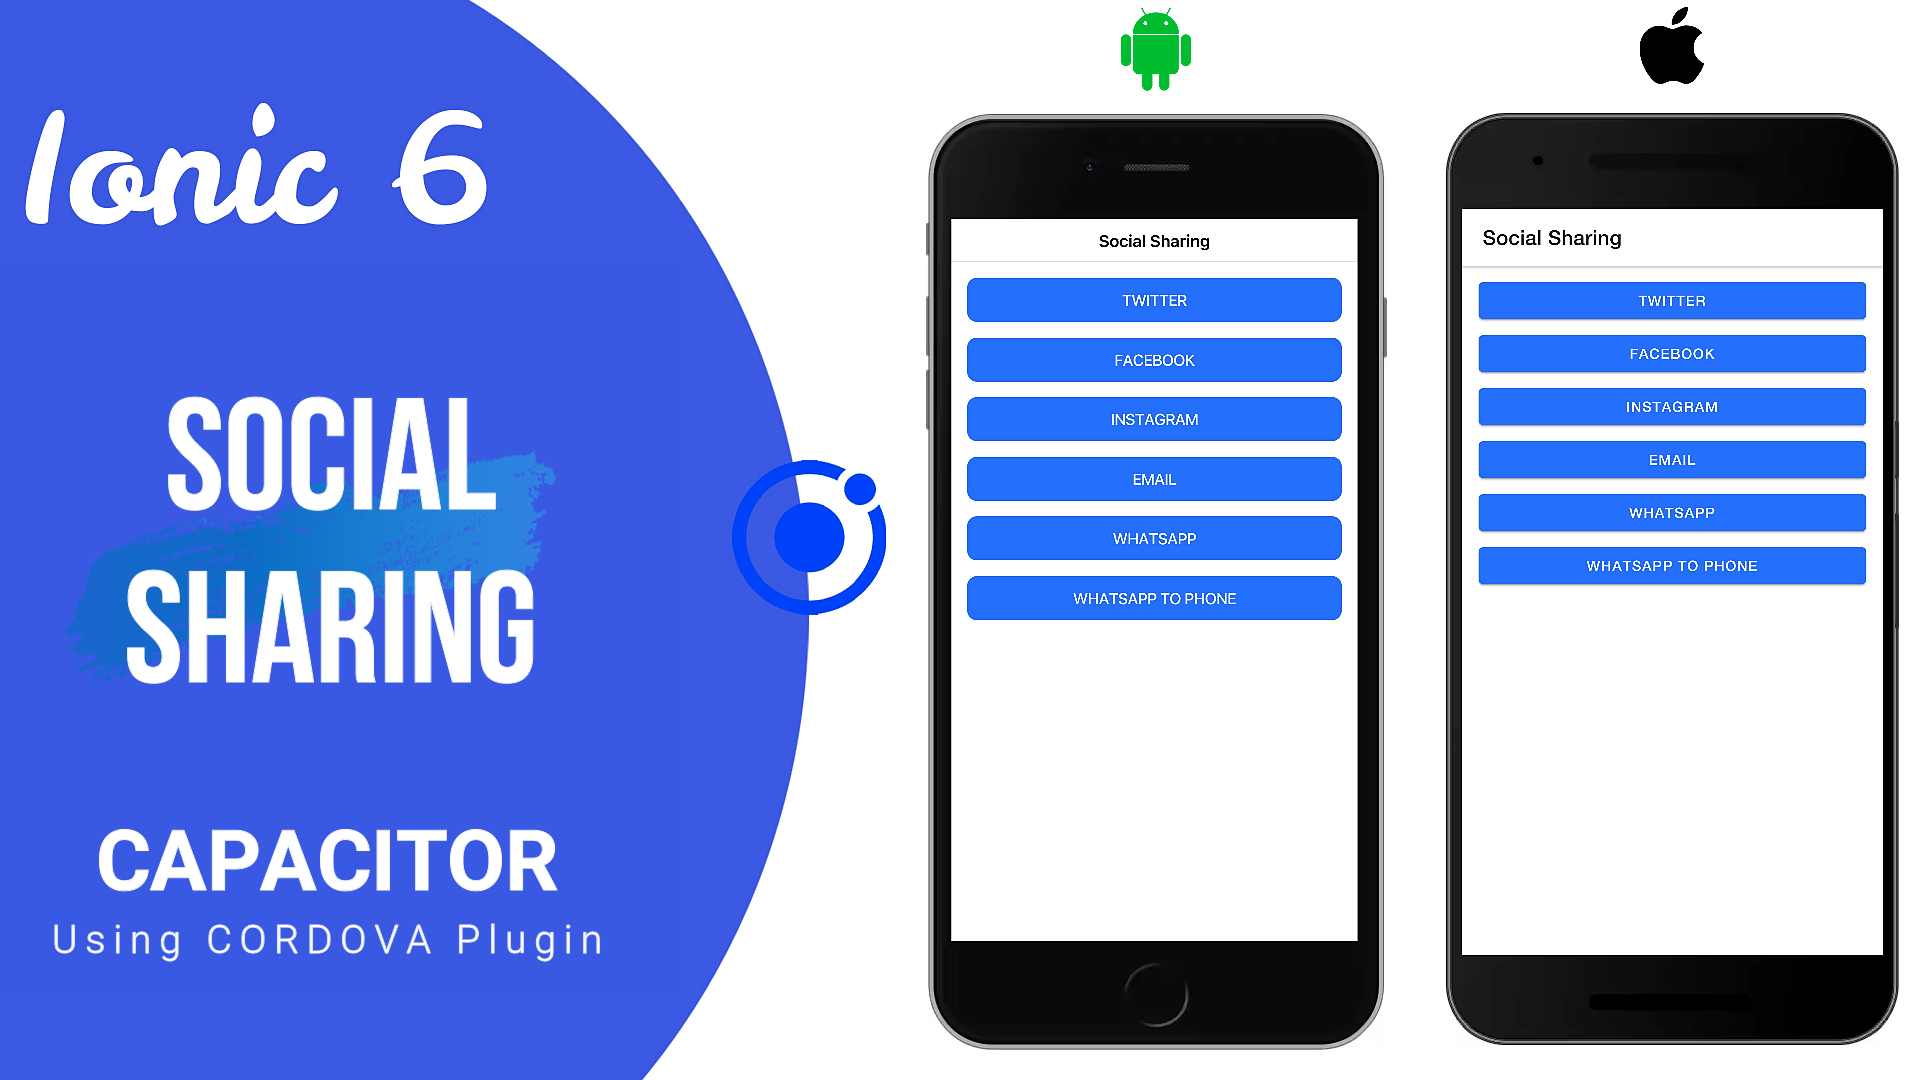 Ionic 6
SOCIAL
SHARING
CAPACITOR
Using CORDOVA Plugin
Social Sharing
TWITTER
FACEBOOK
INSTAGRAM
EMAIL
WHATSAPP
WHATSAPP TO PHONE
Social Sharing
TWITTER
FACEBOOK
INSTAGRAM
EMAIL
WHATSAPP
WHATSAPP TO PHONE